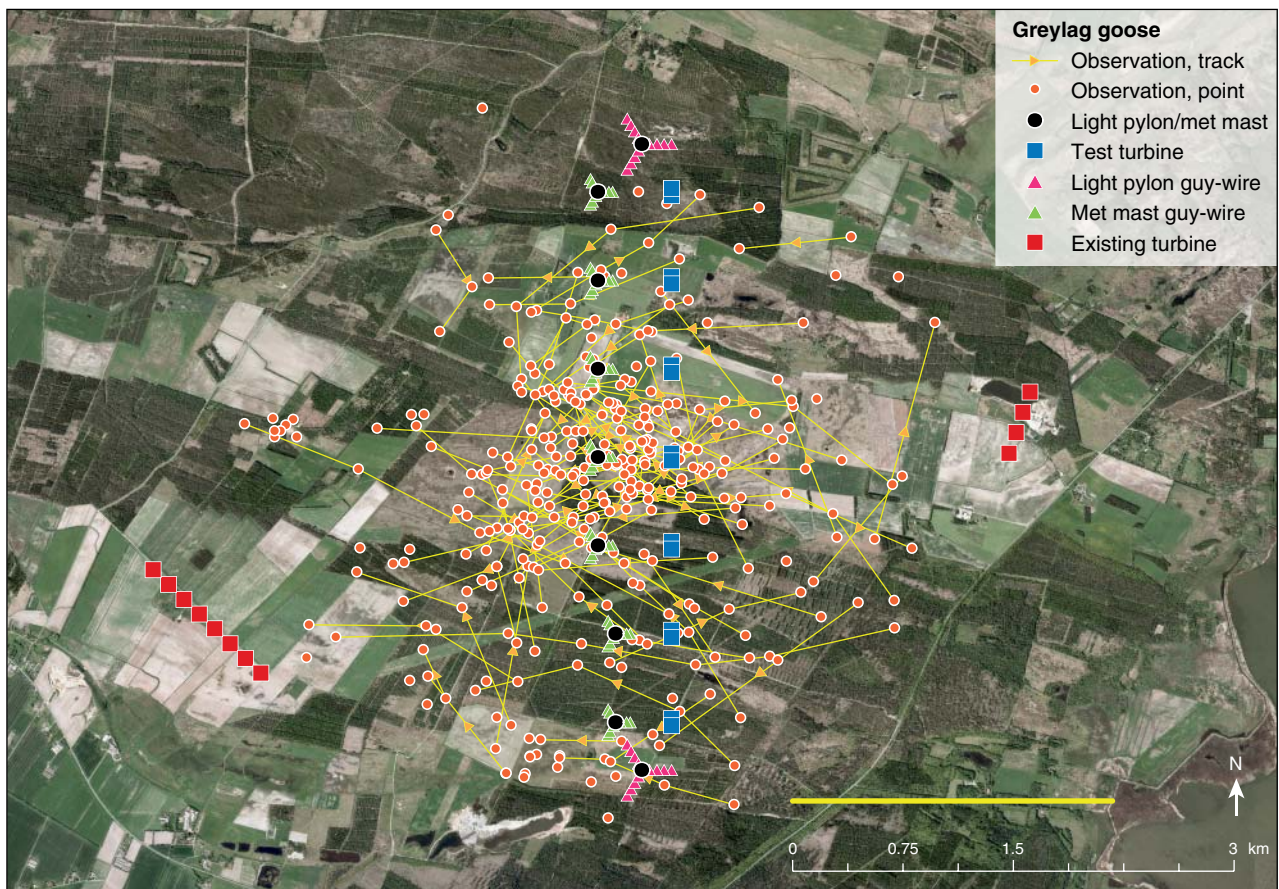 Greylag goose
Observation, track
Observation, point
Light pylon/met mast
Test turbine
Light pylon guy-wire
Met mast guy-wire
Existing turbine
N
0 0.75 1.5 3 km